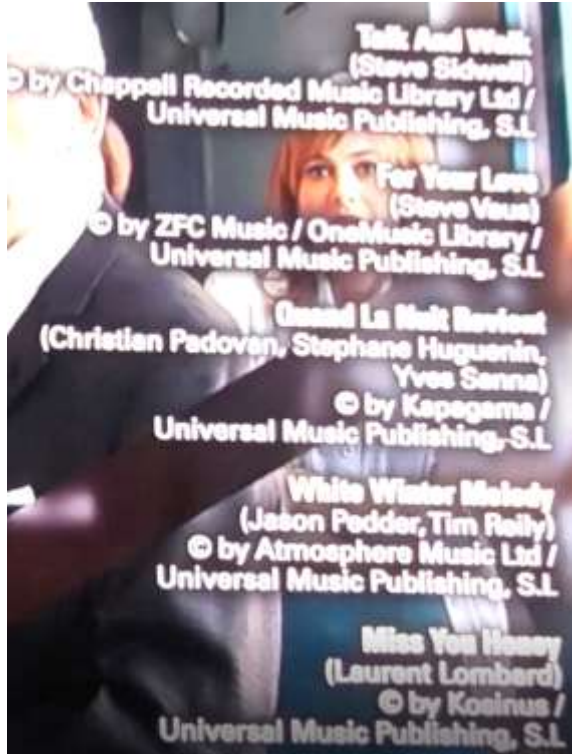 Talk And Walk
(Steve Sidwell)
© by Chappell Recorded Music Library Ltd /
Universal Music Publishing, S.L
For Your Love
(Steve Vaus)
© by ZFC Music / OneMusic Library /
Universal Music Publishing, S.L
Quand La Nuit Revient
(Christian Padovan, Stephane Huguenin,
Yves Sanna)
© by Kapagama /
Universal Music Publishing, S.L
White Winter Melody
(Jason Pedder, Tim Reilly)
© by Atmosphere Music Ltd /
Universal Music Publishing, S.L
Miss You Honey
(Laurent Lombard)
© by Kosinus /
Universal Music Publishing, S.L